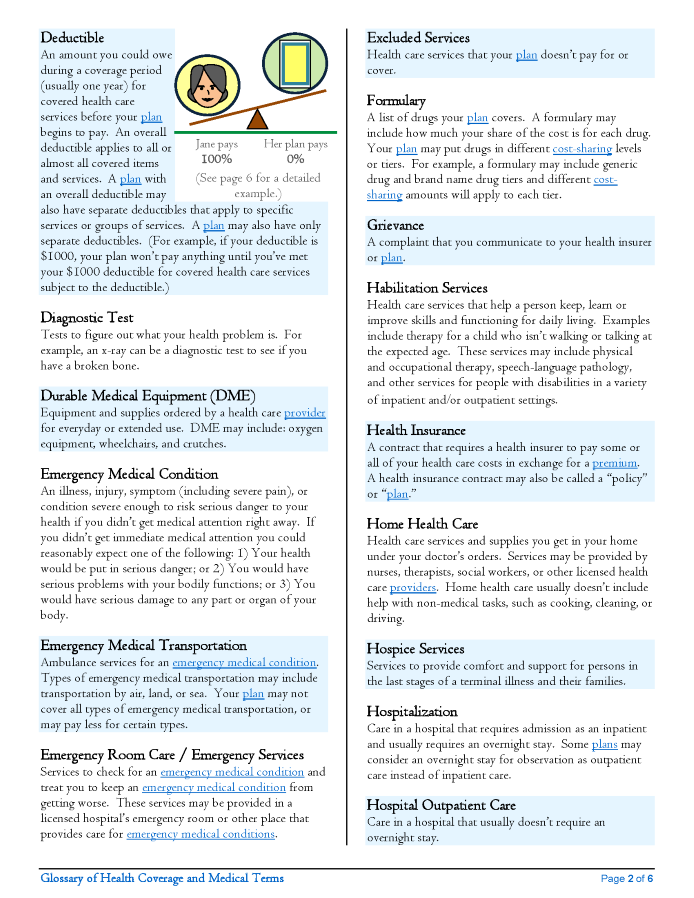 Deductible
An amount you could owe
during a coverage period
(usually one year) for
covered health care
services before your plan
begins to pay.  An overall
deductible applies to all or
almost all covered items
and services.  A plan with
an overall deductible may
also have separate deductibles that apply to specific
services or groups of services.  A plan may also have only
separate deductibles.  (For example, if your deductible is
$1000, your plan won't pay anything until you've met
your $1000 deductible for covered health care services
subject to the deductible.)
Jane pays
100%
Her plan pays
0%
(See page 6 for a detailed
example.)
Diagnostic Test
Tests to figure out what your health problem is.  For
example, an x-ray can be a diagnostic test to see if you
have a broken bone.
Durable Medical Equipment (DME)
Equipment and supplies ordered by a health care provider
for everyday or extended use.  DME may include: oxygen
equipment, wheelchairs, and crutches.
Emergency Medical Condition
An illness, injury, symptom (including severe pain), or
condition severe enough to risk serious danger to your
health if you didn't get medical attention right away.  If
you didn't get immediate medical attention you could
reasonably expect one of the following: 1) Your health
would be put in serious danger; or 2) You would have
serious problems with your bodily functions; or 3) You
would have serious damage to any part or organ of your
body.
Emergency Medical Transportation
Ambulance services for an emergency medical condition.
Types of emergency medical transportation may include
transportation by air, land, or sea.  Your plan may not
cover all types of emergency medical transportation, or
may pay less for certain types.
Emergency Room Care / Emergency Services
Services to check for an emergency medical condition and
treat you to keep an emergency medical condition from
getting worse.  These services may be provided in a
licensed hospital's emergency room or other place that
provides care for emergency medical conditions.
Excluded Services
Health care services that your plan doesn't pay for or
cover.
Formulary
A list of drugs your plan covers.  A formulary may
include how much your share of the cost is for each drug.
Your plan may put drugs in different cost-sharing levels
or tiers.  For example, a formulary may include generic
drug and brand name drug tiers and different cost-
sharing amounts will apply to each tier.
Grievance
A complaint that you communicate to your health insurer
or plan.
Habilitation Services
Health care services that help a person keep, learn or
improve skills and functioning for daily living.  Examples
include therapy for a child who isn't walking or talking at
the expected age.  These services may include physical
and occupational therapy, speech-language pathology,
and other services for people with disabilities in a variety
of inpatient and/or outpatient settings.
Health Insurance
A contract that requires a health insurer to pay some or
all of your health care costs in exchange for a premium.
A health insurance contract may also be called a "policy"
or "plan."
Home Health Care
Health care services and supplies you get in your home
under your doctor's orders.  Services may be provided by
nurses, therapists, social workers, or other licensed health
care providers.  Home health care usually doesn't include
help with non-medical tasks, such as cooking, cleaning, or
driving.
Hospice Services
Services to provide comfort and support for persons in
the last stages of a terminal illness and their families.
Hospitalization
Care in a hospital that requires admission as an inpatient
and usually requires an overnight stay.  Some plans may
consider an overnight stay for observation as outpatient
care instead of inpatient care.
Hospital Outpatient Care
Care in a hospital that usually doesn't require an
overnight stay.
Glossary of Health Coverage and Medical Terms
Page 2 of 6